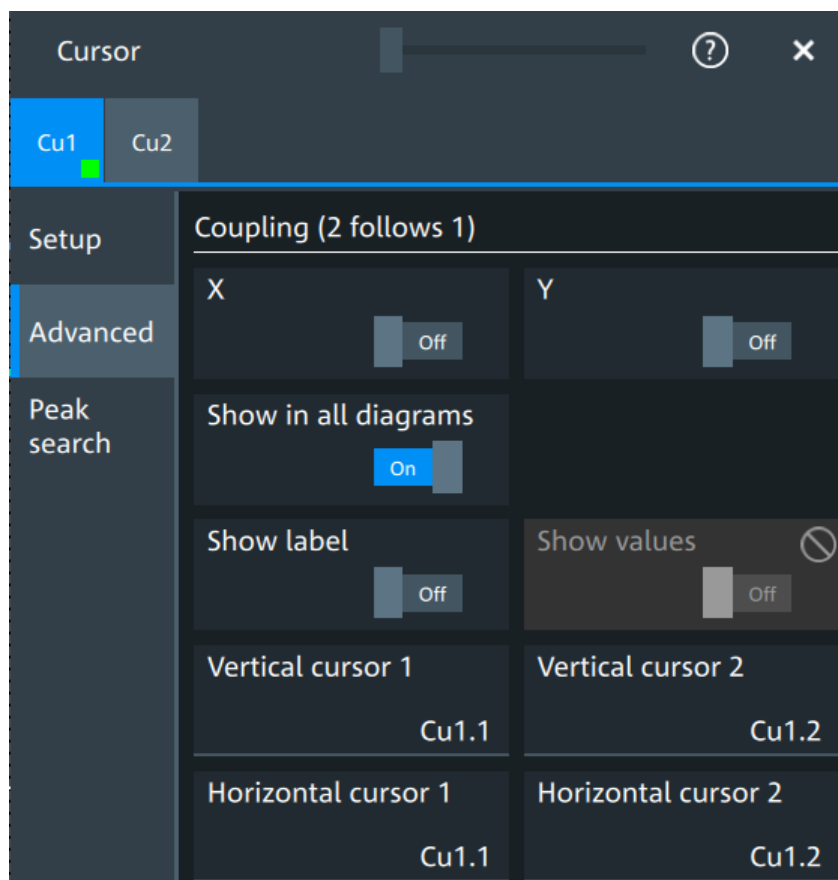 Cursor ?
Cu1 Cu2
Setup
Advanced
Peak
search
Coupling (2 follows 1)
X Y
Off Off
Show in all diagrams
On
Show label Show values
Off Off
Vertical cursor 1 Vertical cursor 2
Cu1.1 Cu1.2
Horizontal cursor 1 Horizontal cursor 2
Cu1.1 Cu1.2